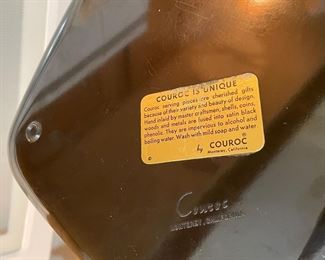 COUROC IS UNIQUE
Couroc serving pieces are cherished gifts
because of their variety and beauty of design.
Hand inlaid by master craftsmen, shells, coins,
woods and metals are fused into satin black
phenolic. They are impervious to alcohol and
boiling water. Wash with mild soap and water
by COUROC®
Monterey, California
©
Couroc
MONTEREY, CALIFORNIA